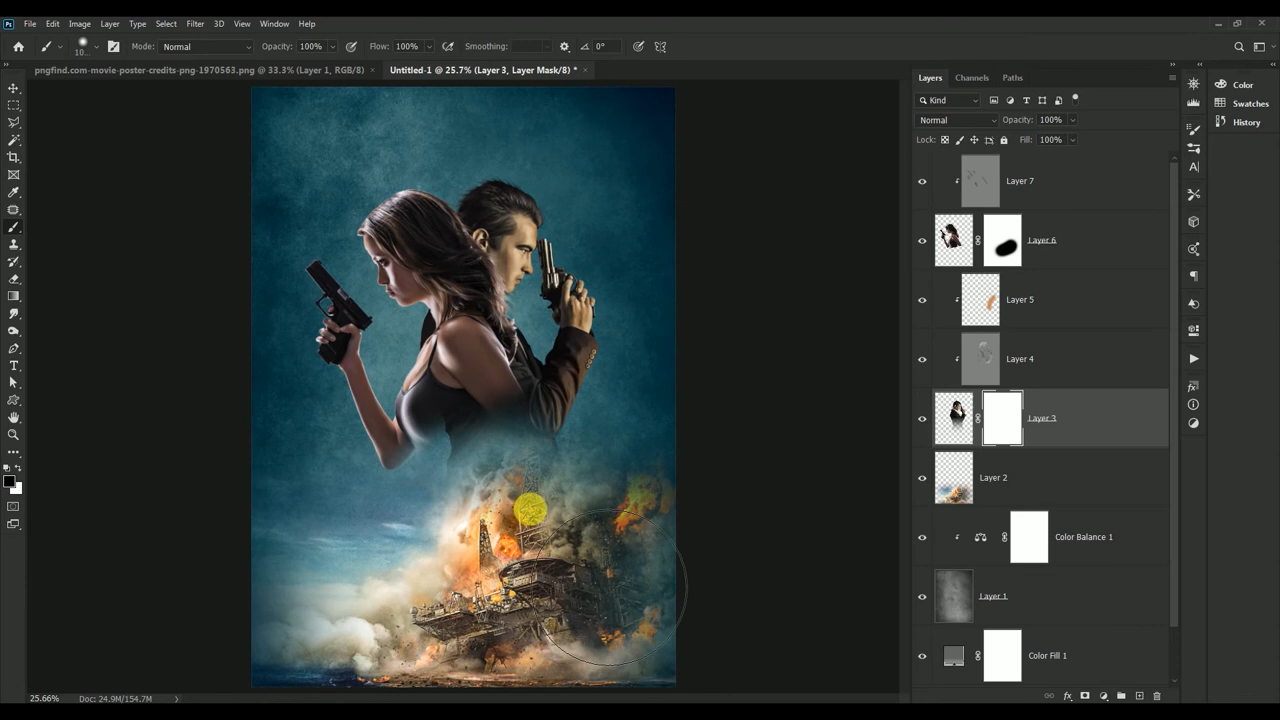 Ps File Edit Image Layer Type Select Filter 3D View Window Help
10... Mode: Normal Opacity: 100% Flow: 100% Smoothing: 0°
pngfind.com-movie-poster-credits-png-1970563.png @ 33.3% (Layer 1, RGB/8) × Untitled-1 @ 25.7% (Layer 3, Layer Mask/8) * ×
Layers Channels Paths
Kind
Normal Opacity: 100%
Lock: Fill: 100%
Layer 7
Layer 6
Layer 5
Layer 4
Layer 3
Layer 2
Color Balance 1
Layer 1
Color Fill 1
Color
Swatches
History
25.66% Doc: 24.9M/154.7M